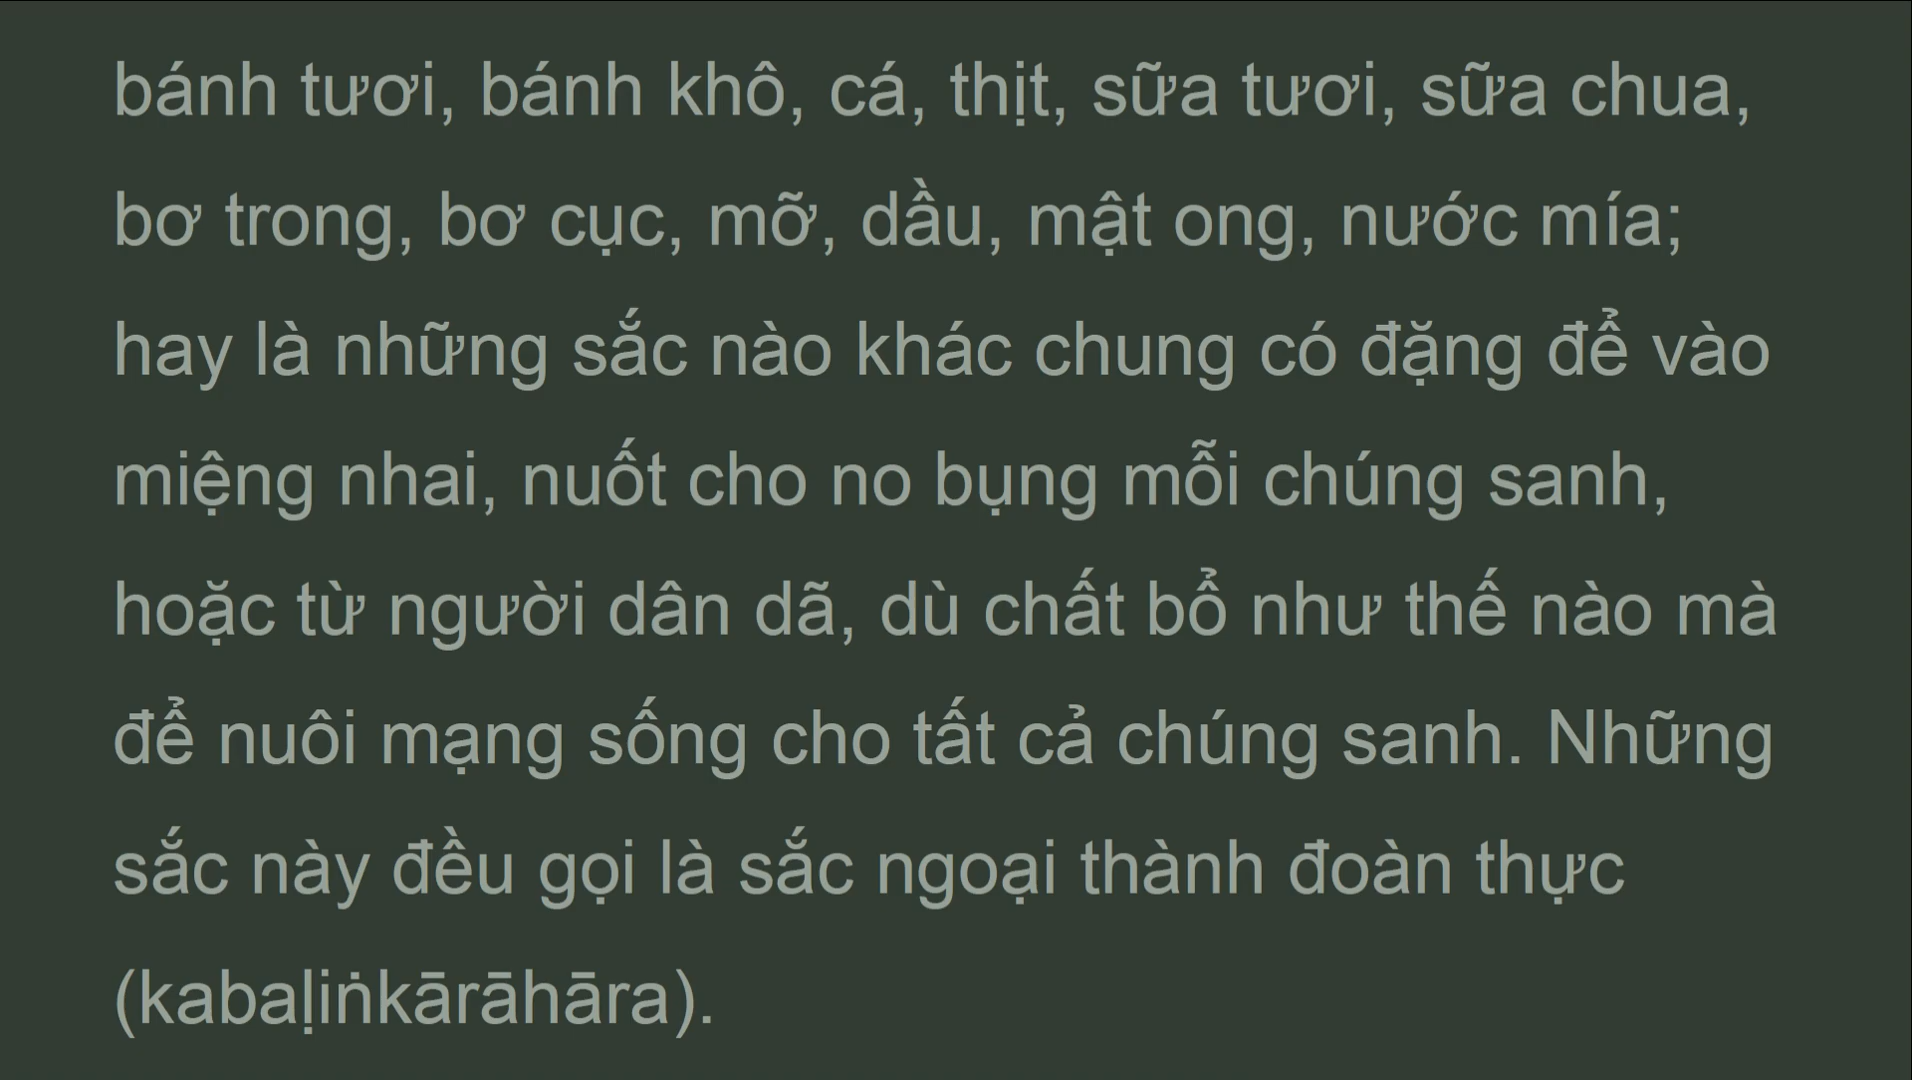 bánh tươi, bánh khô, cá, thịt, sữa tươi, sữa chua,
bơ trong, bơ cục, mỡ, dầu, mật ong, nước mía;
hay là những sắc nào khác chung có đặng để vào
miệng nhai, nuốt cho no bụng mỗi chúng sanh,
hoặc từ người dân dã, dù chất bổ như thế nào mà
để nuôi mạng sống cho tất cả chúng sanh. Những
sắc này đều gọi là sắc ngoại thành đoàn thực
(kabaḷiṅkārāhāra).